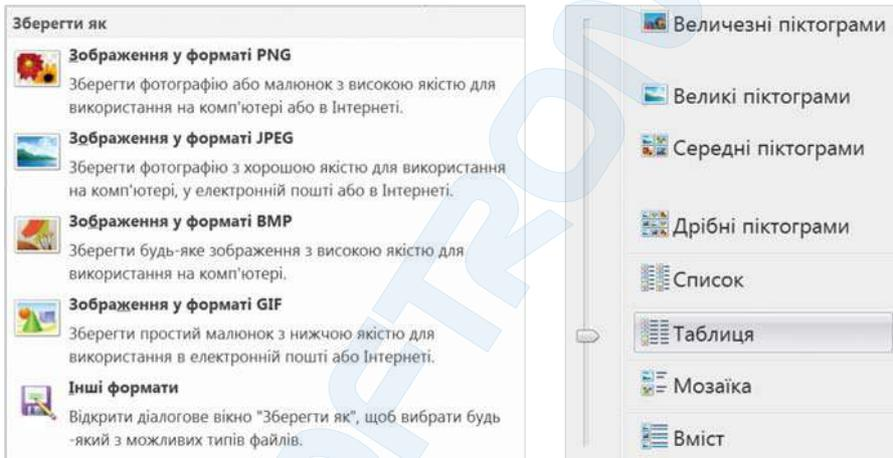 Зберегти як
Зображення у форматі PNG
Зберегти фотографію або малюнок з високою якістю для
використання на комп'ютері або в Інтернеті.
Зображення у форматі JPEG
Зберегти фотографію з хорошою якістю для використання
на комп'ютері, у електронній пошті або в Інтернеті.
Зображення у форматі BMP
Зберегти будь-яке зображення з високою якістю для
використання на комп'ютері.
Зображення у форматі GIF
Зберегти простий малюнок з нижчою якістю для
використання в електронній пошті або Інтернеті.
Інші формати
Відкрити діалогове вікно "Зберегти як", щоб вибрати будь
-який з можливих типів файлів.
Величезні піктограми
Великі піктограми
Середні піктограми
Дрібні піктограми
Список
Таблиця
Мозаїка
Вміст